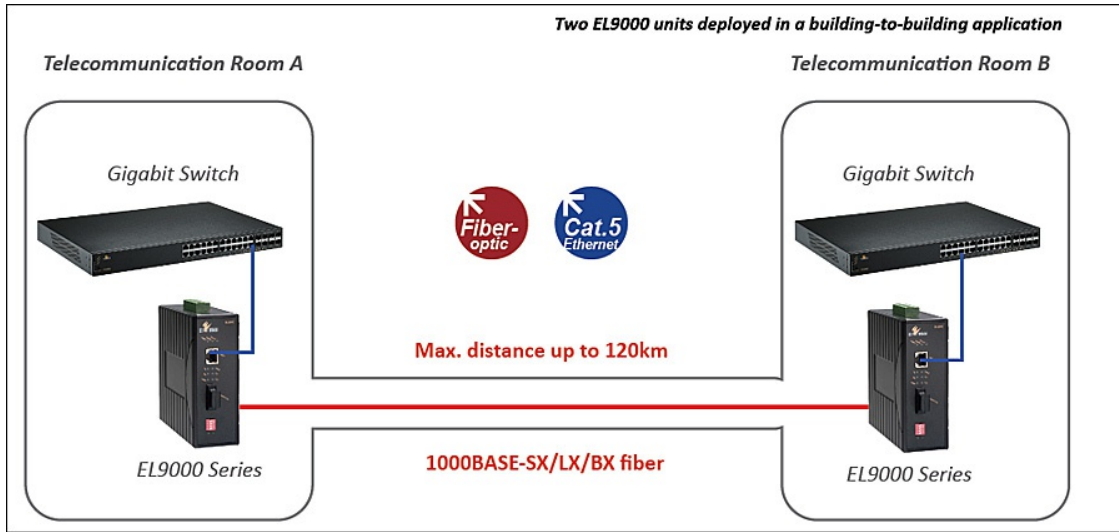 Two EL9000 units deployed in a building-to-building application
Telecommunication Room A
Telecommunication Room B
Gigabit Switch
Gigabit Switch
Fiber-
optic
Cat.5
Ethernet
Max. distance up to 120km
1000BASE-SX/LX/BX fiber
EL9000 Series
EL9000 Series